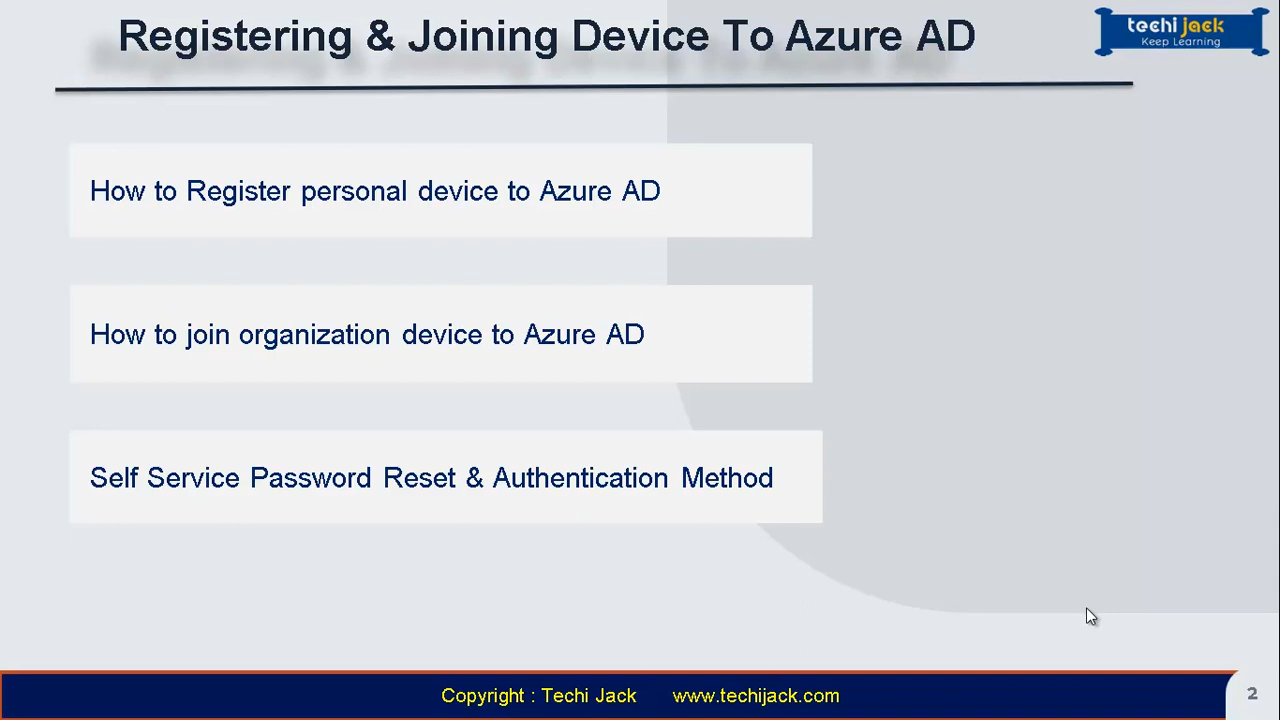 Registering & Joining Device To Azure AD
techi jack
Keep Learning
How to Register personal device to Azure AD
How to join organization device to Azure AD
Self Service Password Reset & Authentication Method
Copyright : Techi Jack www.techijack.com
2